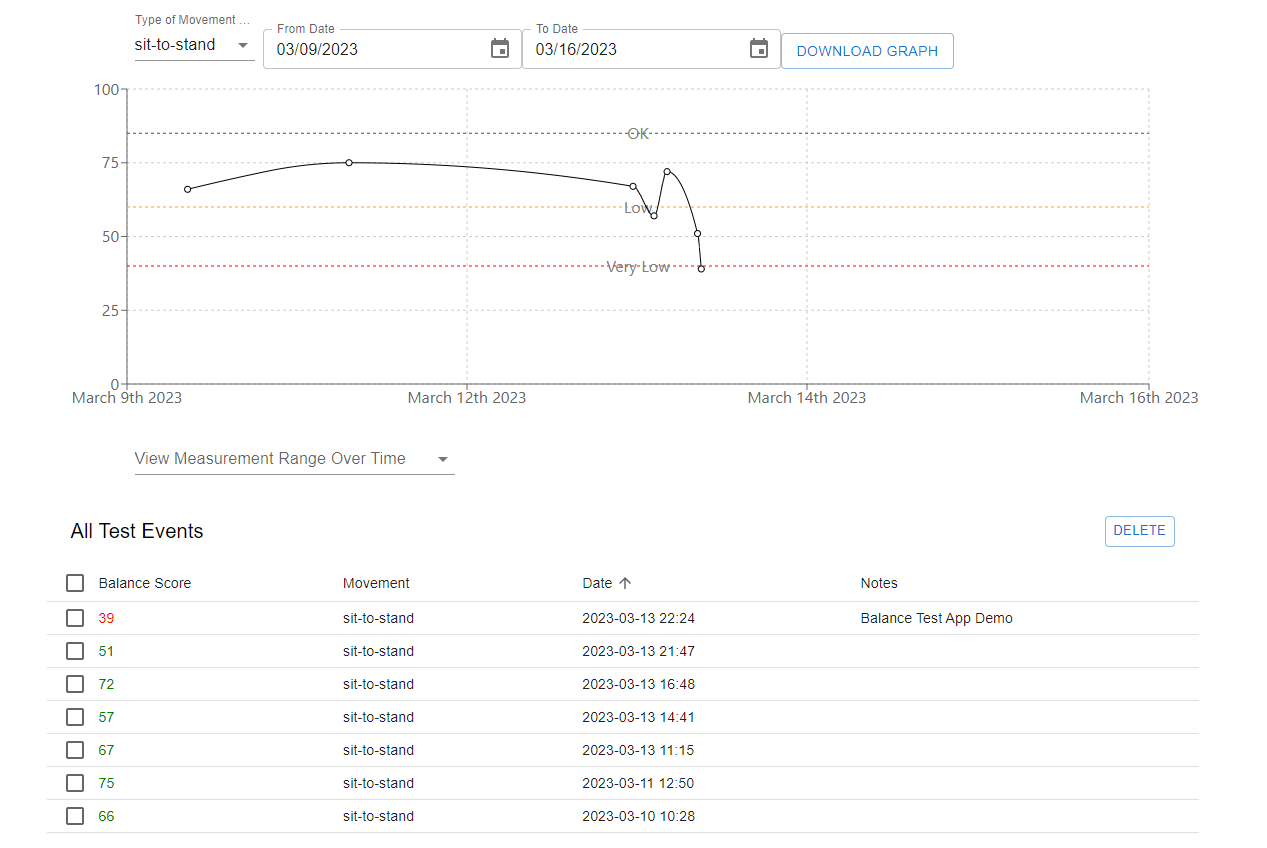 Type of Movement ...
sit-to-stand
From Date
03/09/2023
To Date
03/16/2023
DOWNLOAD GRAPH
100
OK
75
Low
50
Very Low
25
0
March 9th 2023 March 12th 2023 March 14th 2023 March 16th 2023
View Measurement Range Over Time
All Test Events
DELETE
Balance Score Movement Date Notes
39 sit-to-stand 2023-03-13 22:24 Balance Test App Demo
51 sit-to-stand 2023-03-13 21:47
72 sit-to-stand 2023-03-13 16:48
57 sit-to-stand 2023-03-13 14:41
67 sit-to-stand 2023-03-13 11:15
75 sit-to-stand 2023-03-11 12:50
66 sit-to-stand 2023-03-10 10:28